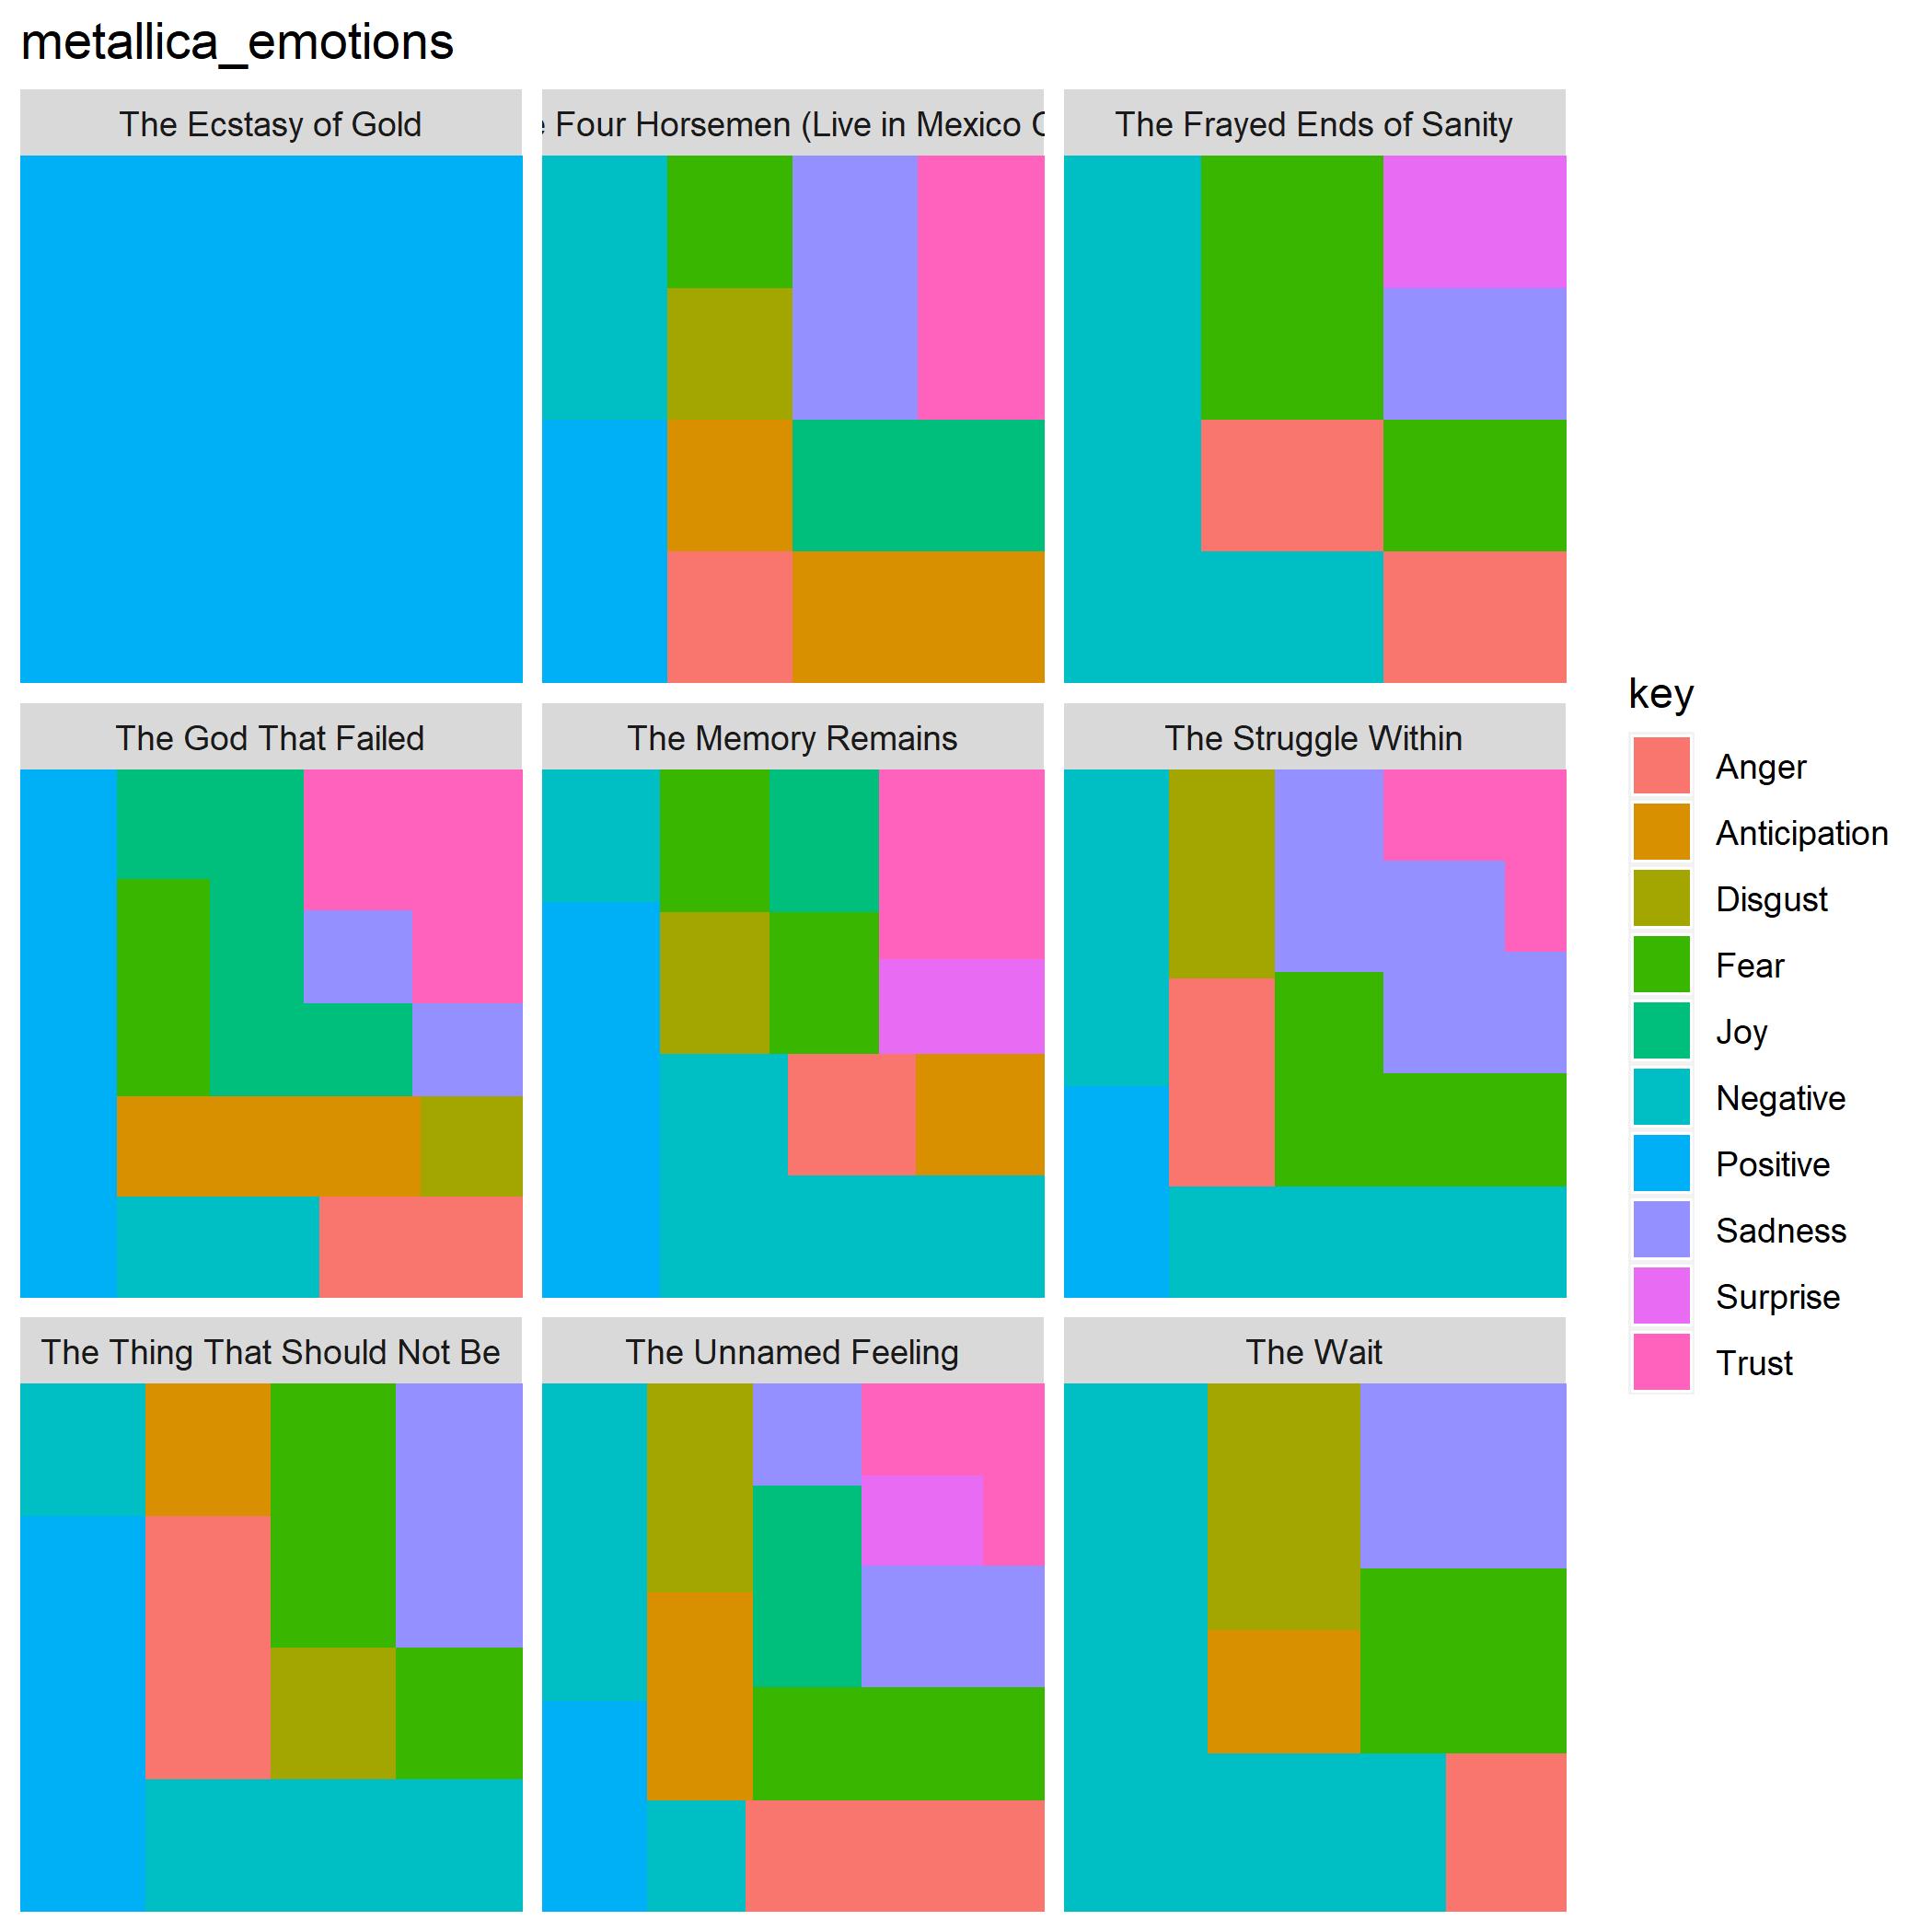 metallica_emotions
The Ecstasy of Gold
Four Horsemen (Live in Mexico
The Frayed Ends of Sanity
The God That Failed
The Memory Remains
The Struggle Within
The Thing That Should Not Be
The Unnamed Feeling
The Wait
key
Anger
Anticipation
Disgust
Fear
Joy
Negative
Positive
Sadness
Surprise
Trust